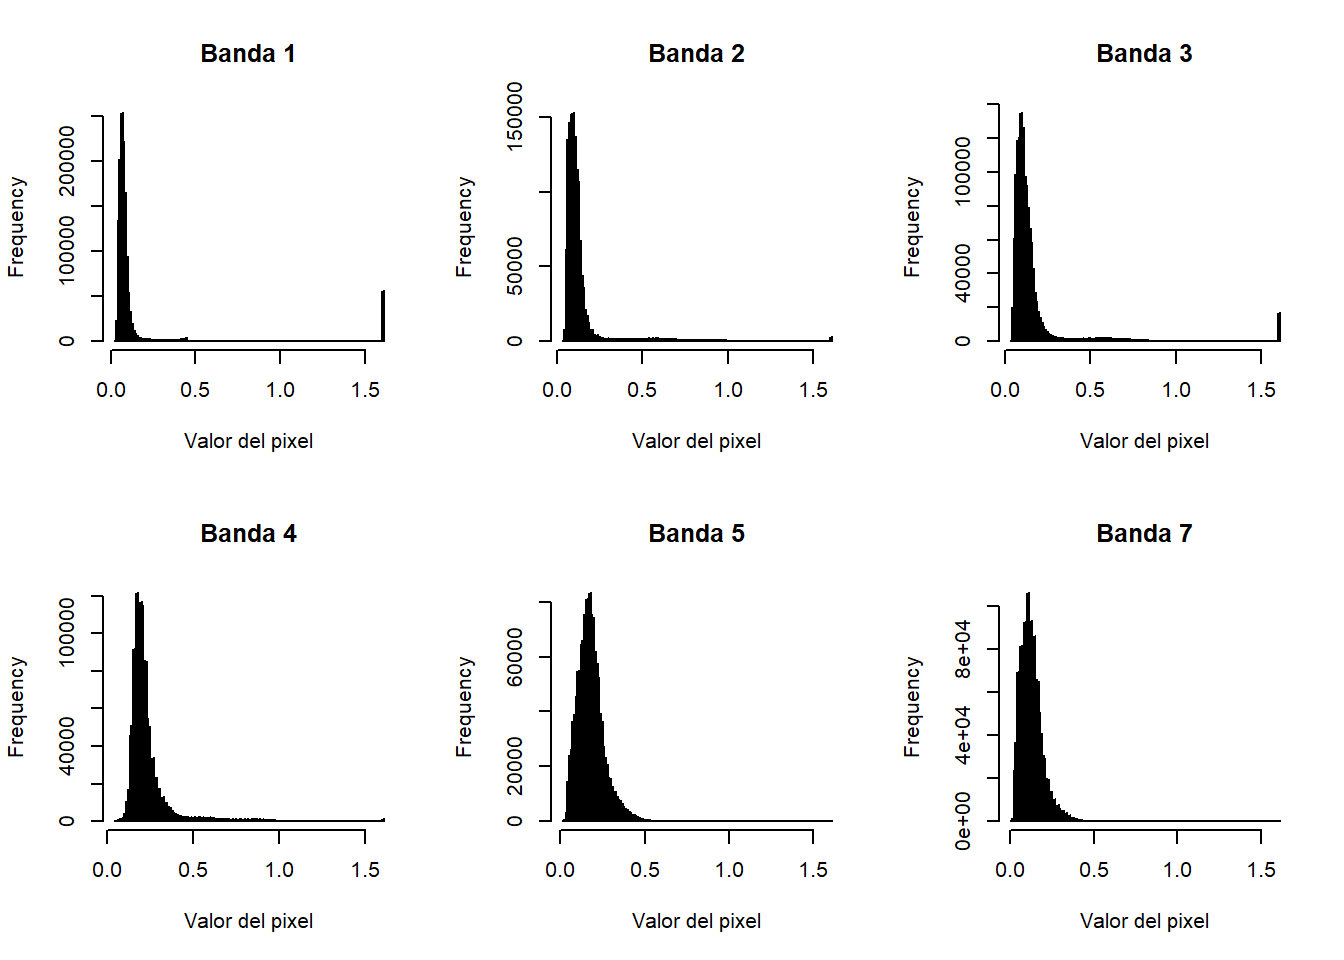 Banda 1
Frequency
0 100000 200000
0.0 0.5 1.0 1.5
Valor del pixel
Banda 2
Frequency
0 50000 150000
0.0 0.5 1.0 1.5
Valor del pixel
Banda 3
Frequency
0 40000 100000
0.0 0.5 1.0 1.5
Valor del pixel
Banda 4
Frequency
0 40000 100000
0.0 0.5 1.0 1.5
Valor del pixel
Banda 5
Frequency
0 20000 60000
0.0 0.5 1.0 1.5
Valor del pixel
Banda 7
Frequency
0e+00 4e+04 8e+04
0.0 0.5 1.0 1.5
Valor del pixel